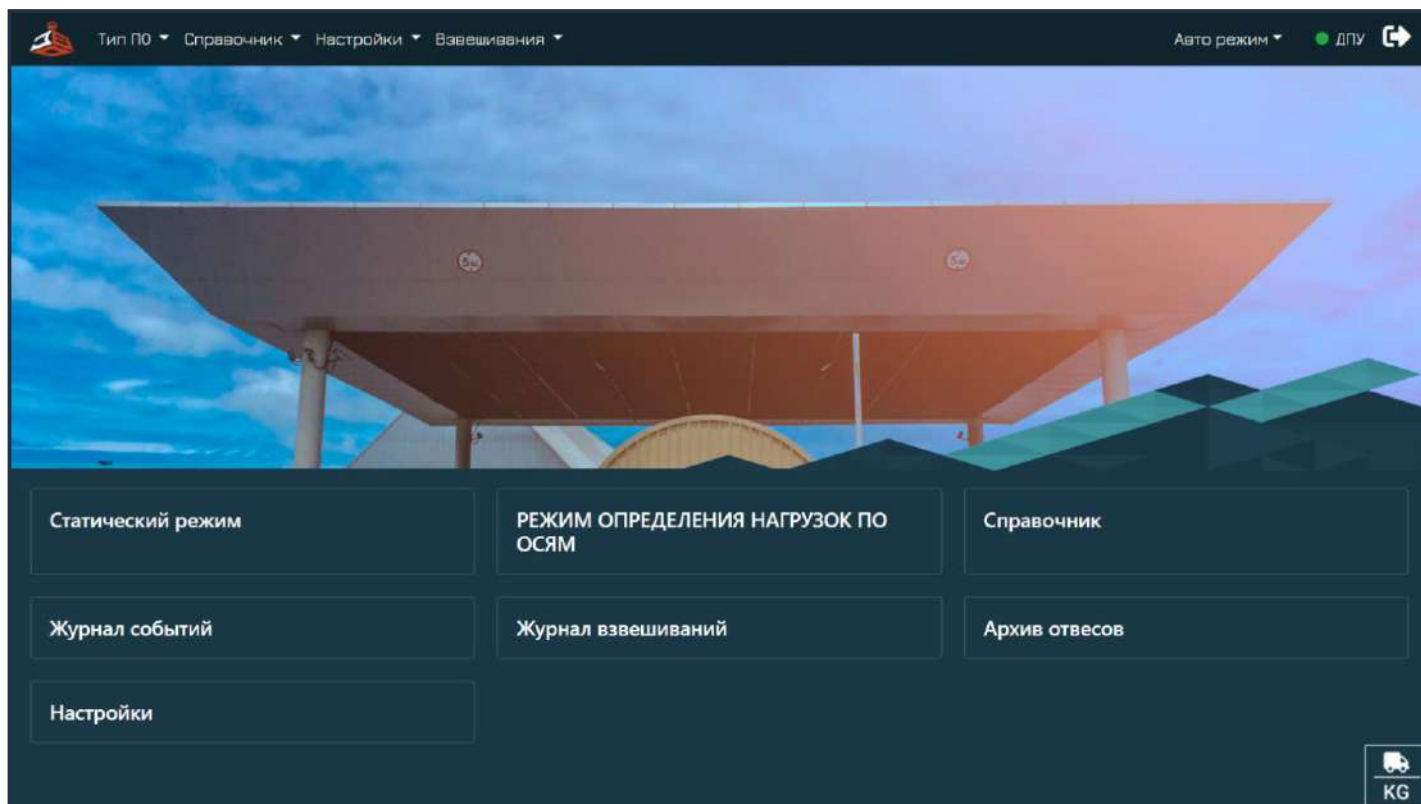 Тип ПО Справочник Настройки Взвешивания Авто режим ДПУ
Статический режим
РЕЖИМ ОПРЕДЕЛЕНИЯ НАГРУЗОК ПО
ОСЯМ
Справочник
Журнал событий
Журнал взвешиваний
Архив отвесов
Настройки
KG